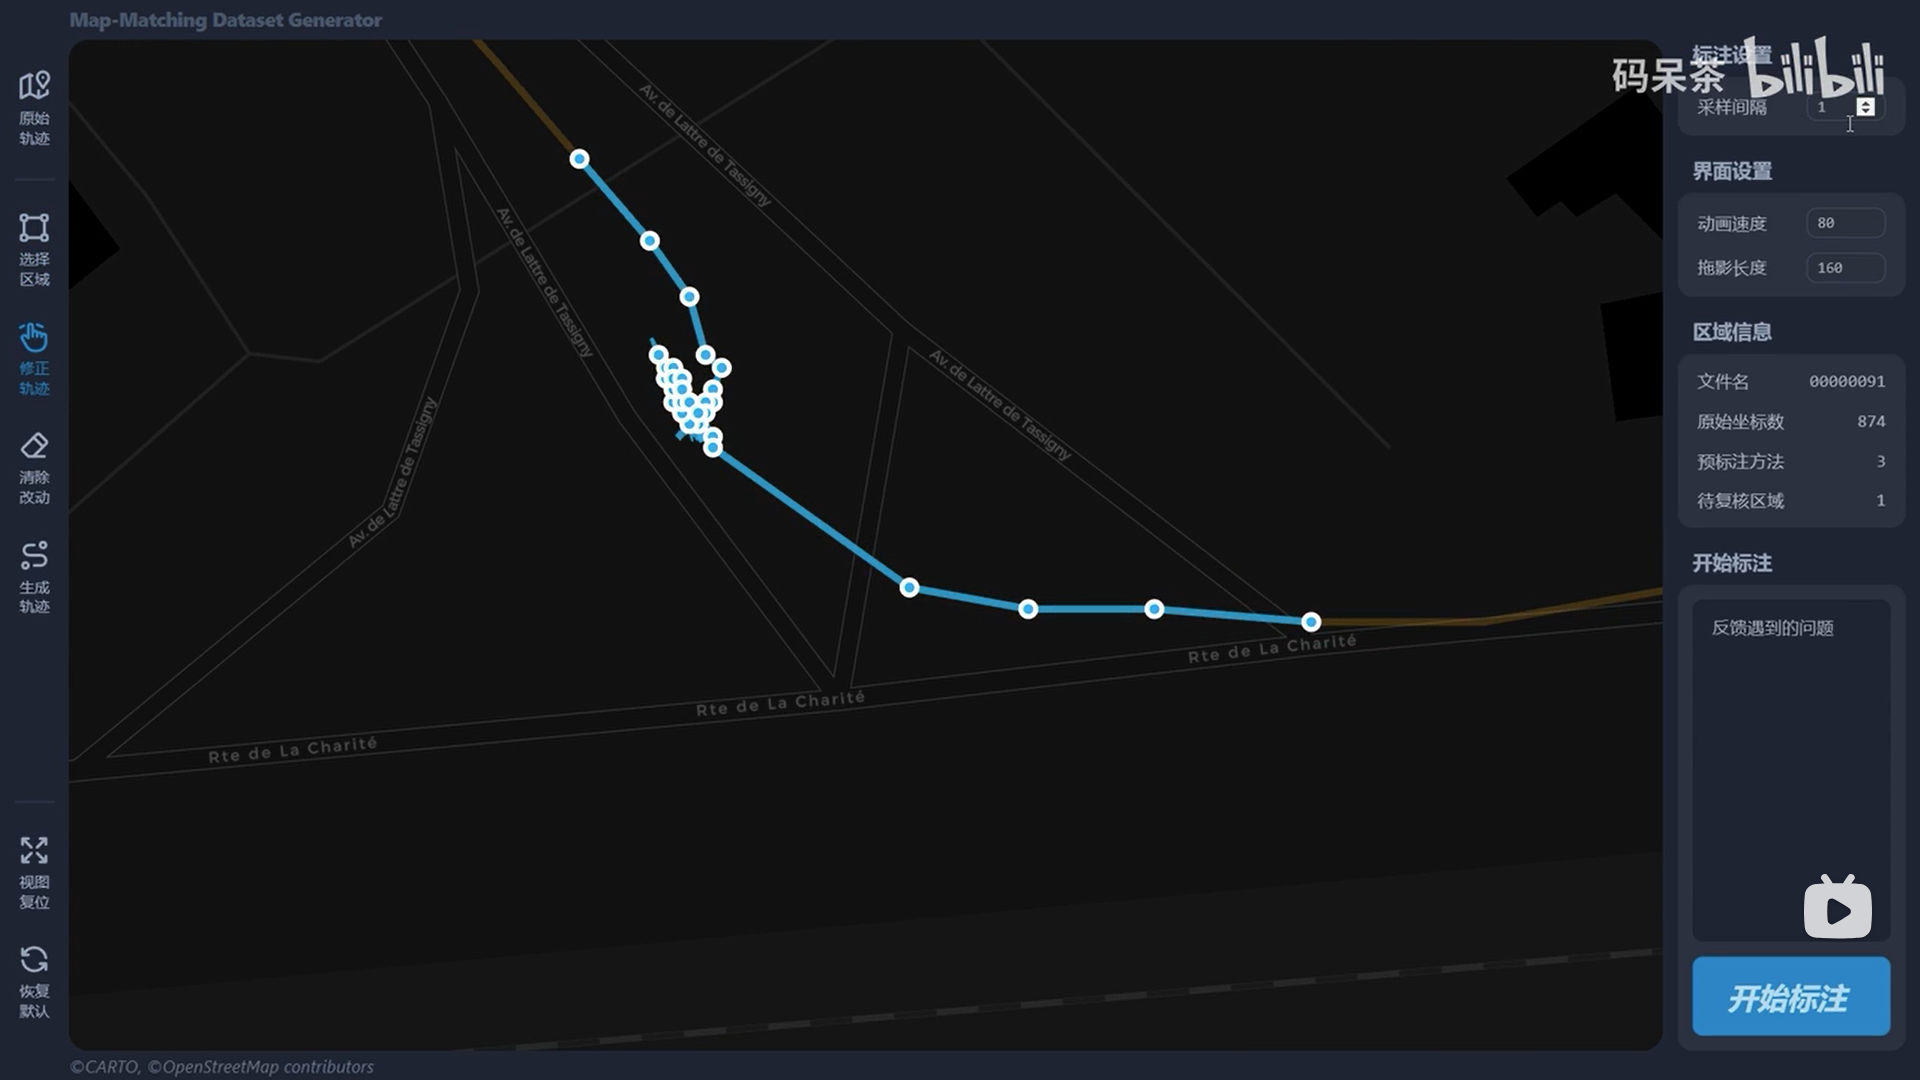 Map-Matching Dataset Generator
原始
轨迹
选择
区域
修正
轨迹
清除
改动
生成
轨迹
视图
复位
恢复
默认
Av. de Lattre de Tassigny
Av. de Lattre de Tassigny
Av. de Lattre de Tassigny
Av. de Lattre de Tassigny
Rte de La Charité
Rte de La Charité
Rte de La Charité
©CARTO, ©OpenStreetMap contributors
码呆茶 bilibili
标注设置
采样间隔 1
界面设置
动画速度 80
拖影长度 160
区域信息
文件名 00000091
原始坐标数 874
预标注方法 3
待复核区域 1
开始标注
反馈遇到的问题
开始标注